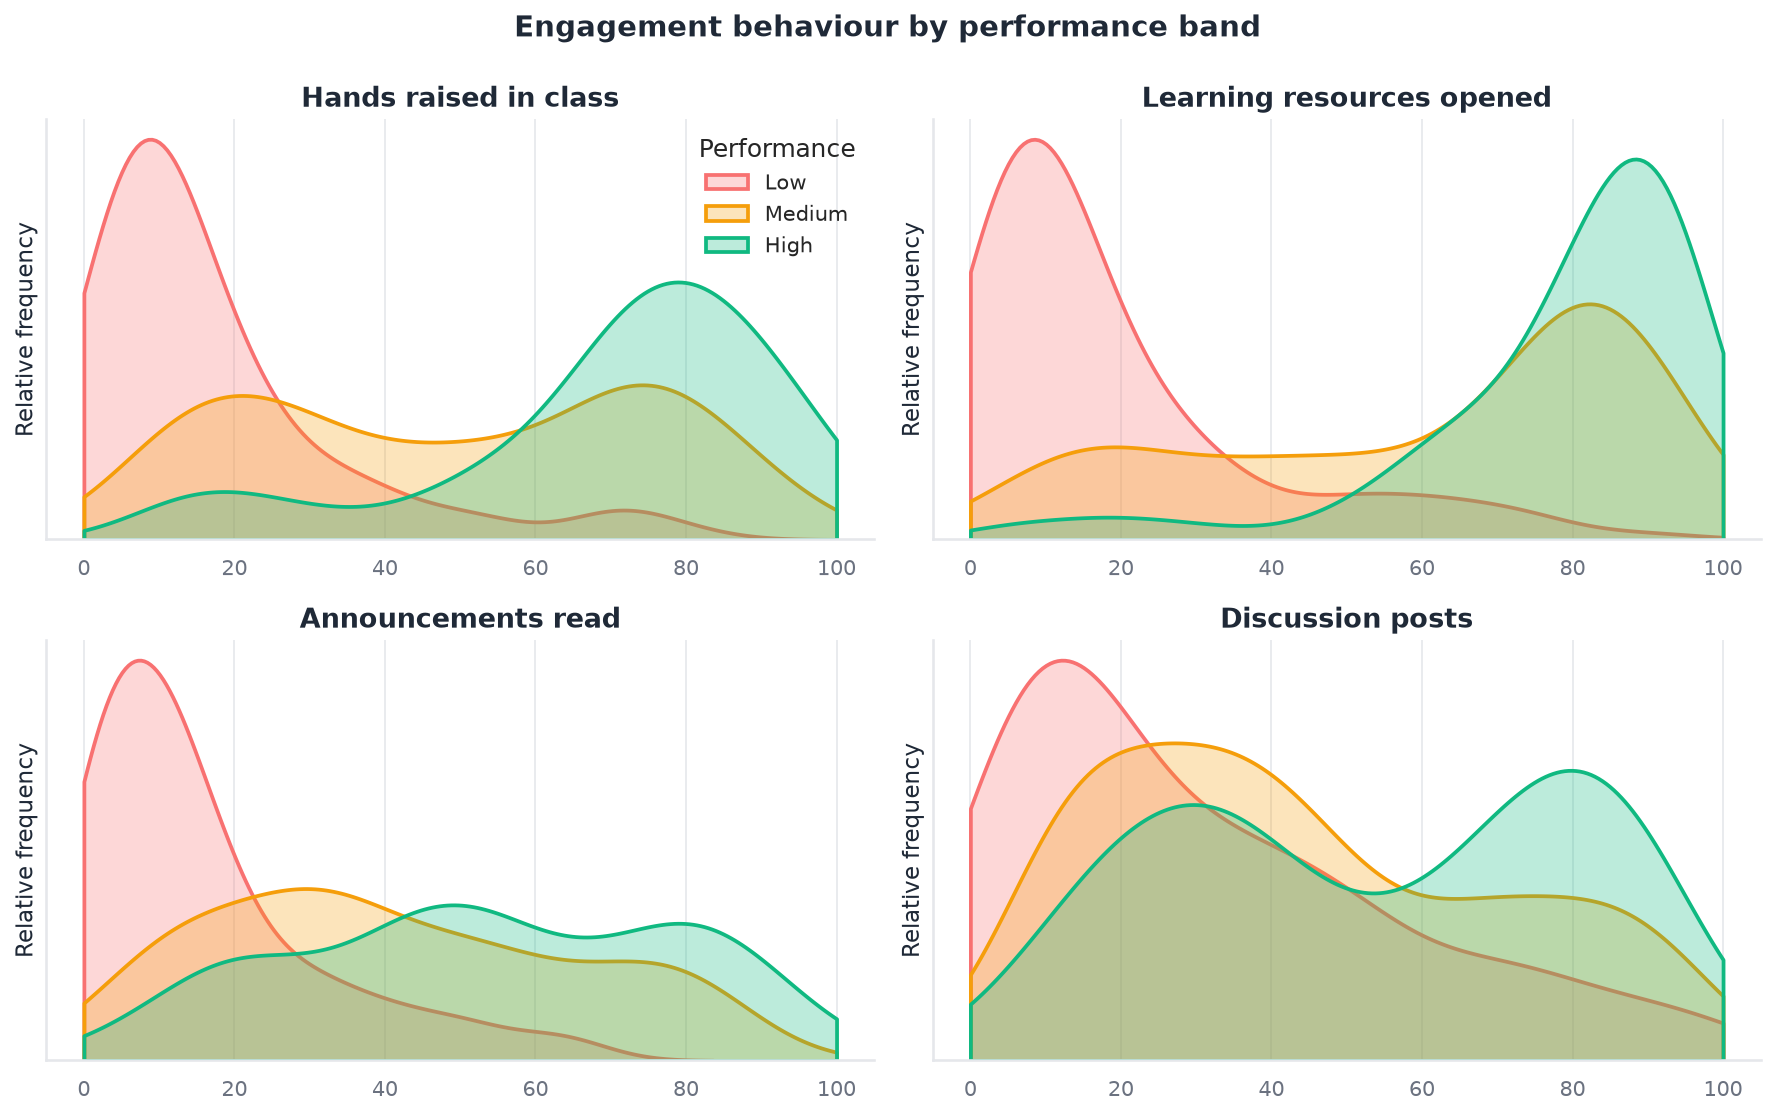 Engagement behaviour by performance band
Hands raised in class
Relative frequency
Performance
Low
Medium
High
0 20 40 60 80 100
Learning resources opened
Relative frequency
0 20 40 60 80 100
Announcements read
Relative frequency
0 20 40 60 80 100
Discussion posts
Relative frequency
0 20 40 60 80 100